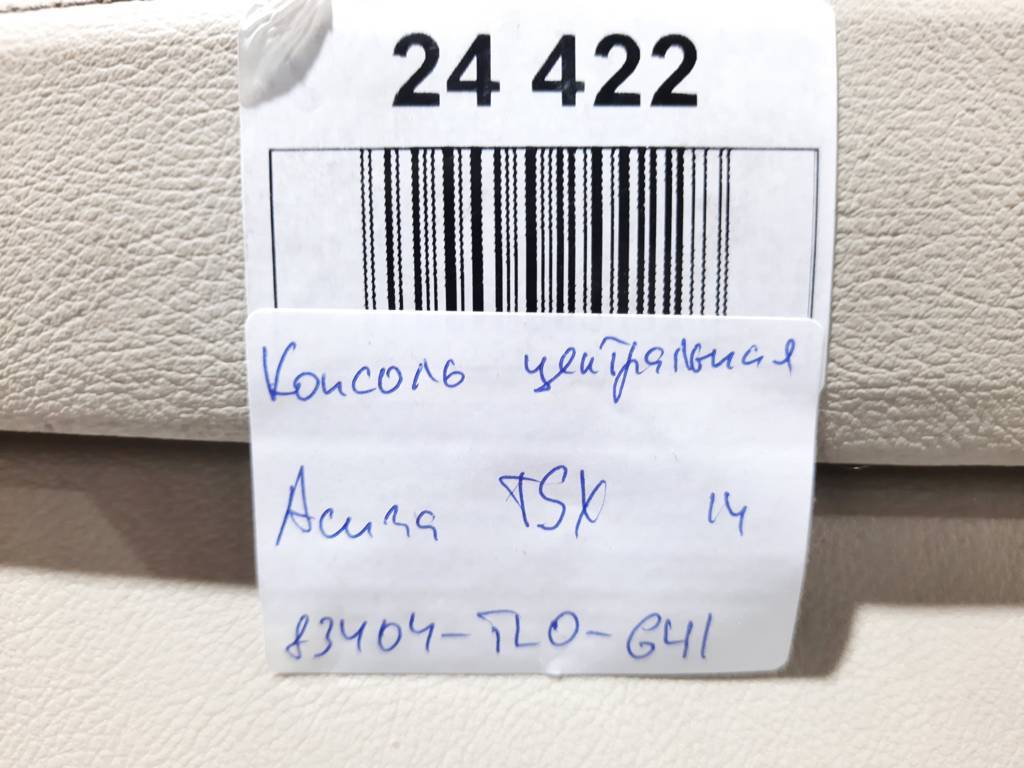 24 422
Консоль центральная
Acura TSX 14
83404-TL0-G41